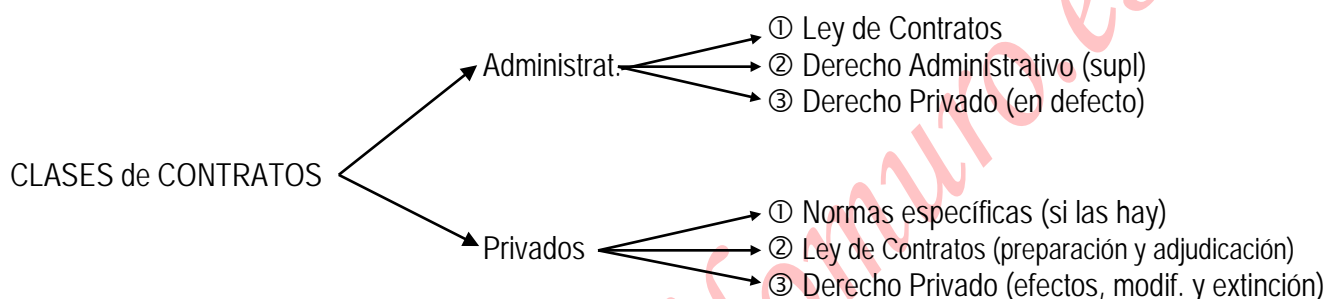 ① Ley de Contratos
Administrat.
② Derecho Administrativo (supl)
③ Derecho Privado (en defecto)
CLASES de CONTRATOS
① Normas específicas (si las hay)
Privados
② Ley de Contratos (preparación y adjudicación)
③ Derecho Privado (efectos, modif. y extinción)